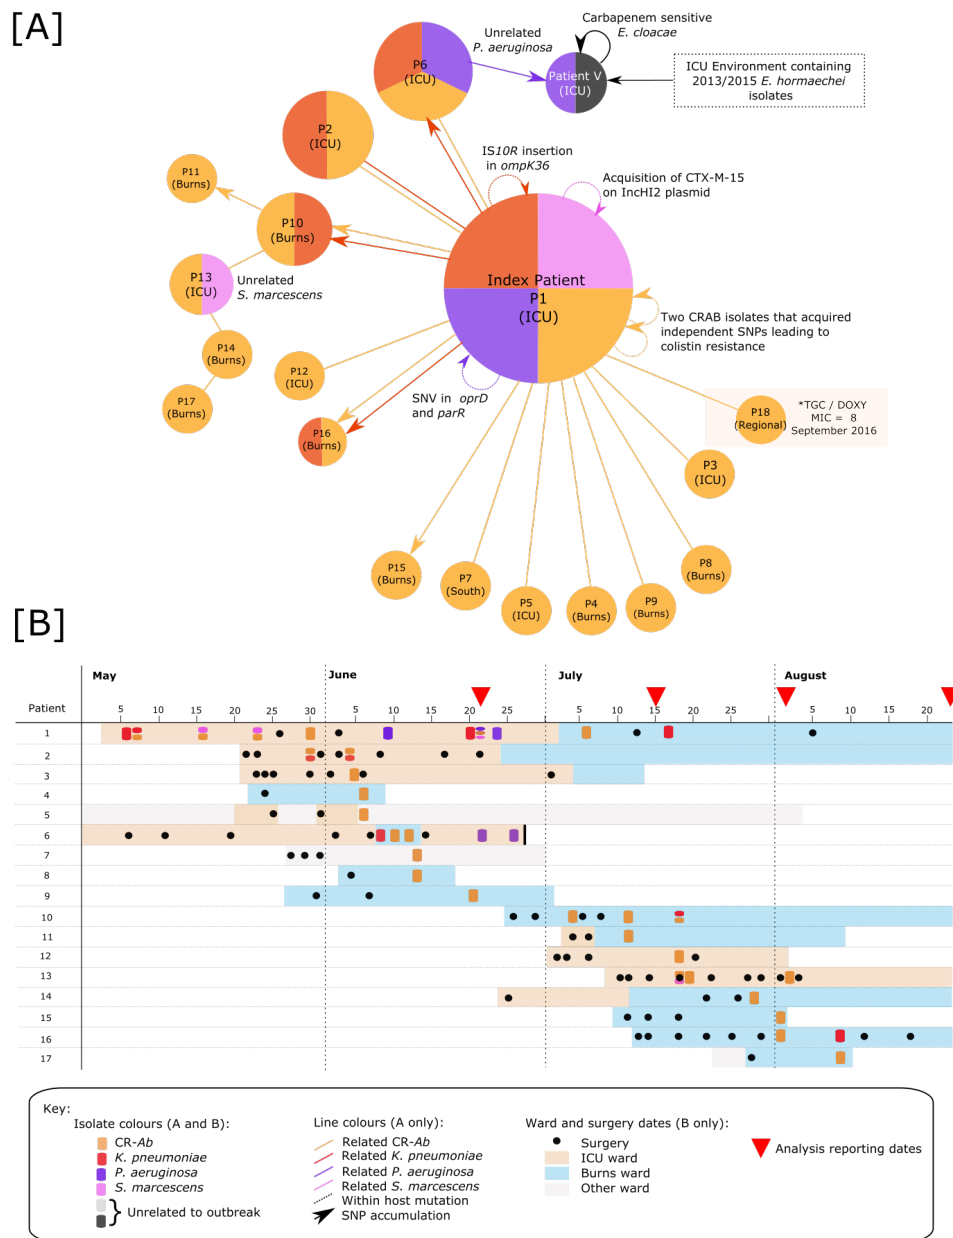 [A]
Carbapenem sensitive
E. cloacae
Unrelated
P. aeruginosa
P6
(ICU)
Patient V
(ICU)
ICU Environment containing
2013/2015 E. hormaechei
isolates
P2
(ICU)
IS10R insertion
in ompK36
Acquisition of CTX-M-15
on IncHI2 plasmid
P11
(Burns)
P10
(Burns)
P13
(ICU)
Unrelated
S. marcescens
Index Patient
P1
(ICU)
Two CRAB isolates that acquired
independent SNPs leading to
colistin resistance
P14
(Burns)
P12
(ICU)
P17
(Burns)
SNV in oprD
and parR
P16
(Burns)
P18
(Regional)
*TGC / DOXY
MIC = 8
September 2016
P3
(ICU)
P15
(Burns)
P7
(South)
P5
(ICU)
P4
(Burns)
P9
(Burns)
P8
(Burns)
[B]
May June July August
Patient 5 10 15 20 25 30 5 10 15 20 25 5 10 15 20 25 5 10 15 20
1
2
3
4
5
6
7
8
9
10
11
12
13
14
15
16
17
Key:
Isolate colours (A and B):
CR-Ab
K. pneumoniae
P. aeruginosa
S. marcescens
} Unrelated to outbreak
Line colours (A only):
Related CR-Ab
Related K. pneumoniae
Related P. aeruginosa
Related S. marcescens
Within host mutation
SNP accumulation
Ward and surgery dates (B only):
Surgery
ICU ward
Burns ward
Other ward
Analysis reporting dates